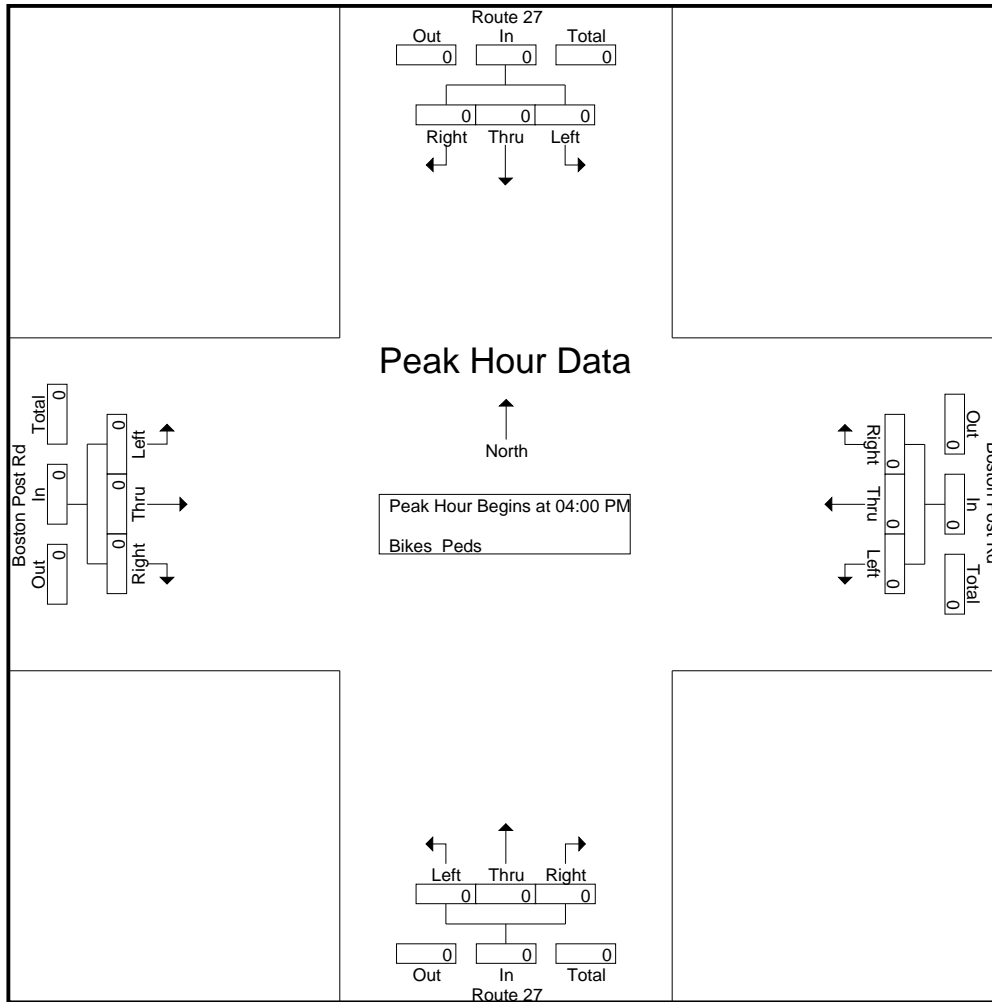 Route 27
Out In Total
0 0 0
0 0 0
Right Thru Left
Peak Hour Data
North
Peak Hour Begins at 04:00 PM
Bikes Peds
Boston Post Rd
Out In Total
0 0 0
Right Thru Left
0 0 0
Boston Post Rd
Out In Total
0 0 0
0 0 0
Right Thru Left
Left Thru Right
0 0 0
0 0 0
Out In Total
Route 27